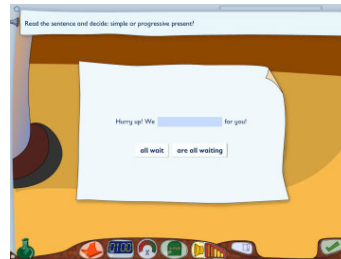 Read the sentence and decide: simple or progressive present?
Hurry up! We for you!
all wait are all waiting
0100